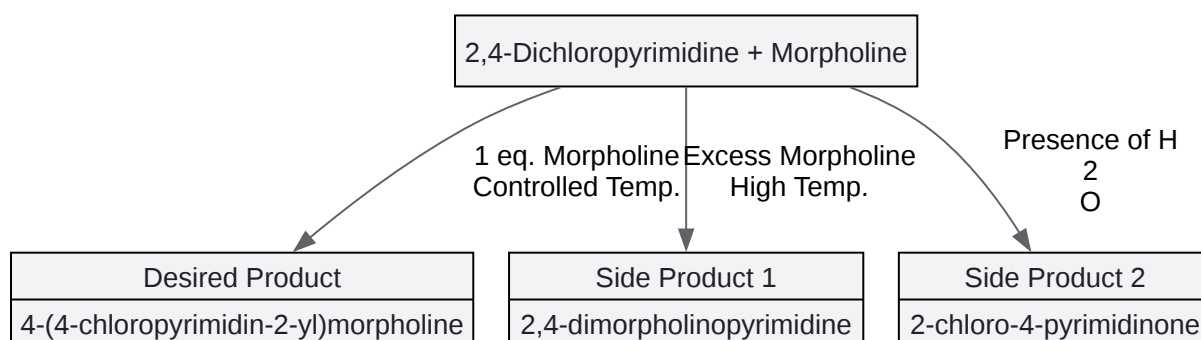 2,4-Dichloropyrimidine + Morpholine
1 eq. Morpholine
Controlled Temp.
Excess Morpholine
High Temp.
Presence of H
2
O
Desired Product
4-(4-chloropyrimidin-2-yl)morpholine
Side Product 1
2,4-dimorpholinopyrimidine
Side Product 2
2-chloro-4-pyrimidinone